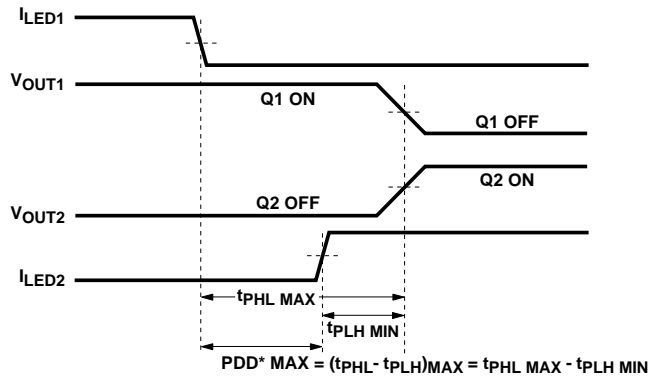 ILED1
VOUT1
Q1 ON
Q1 OFF
Q2 ON
Q2 OFF
VOUT2
ILED2
tPHL MAX
tPLH MIN
PDD* MAX = (tPHL- tPLH)MAX = tPHL MAX - tPLH MIN